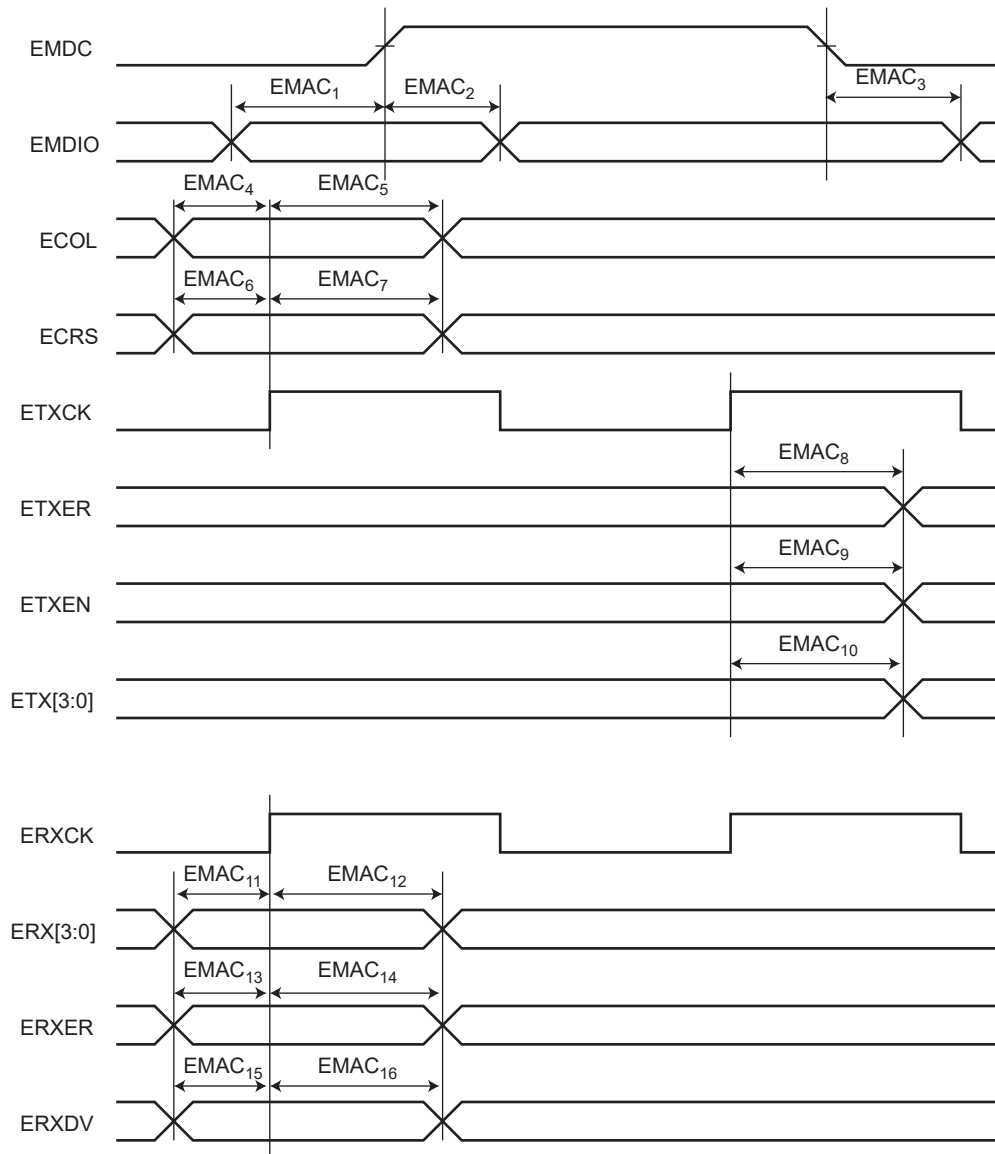 EMDC
EMAC₁ EMAC₂ EMAC₃
EMDIO
EMAC₄ EMAC₅
ECOL
EMAC₆ EMAC₇
ECRS
ETXCK
EMAC₈
ETXER
EMAC₉
ETXEN
EMAC₁₀
ETX[3:0]
ERXCK
EMAC₁₁ EMAC₁₂
ERX[3:0]
EMAC₁₃ EMAC₁₄
ERXER
EMAC₁₅ EMAC₁₆
ERXDV